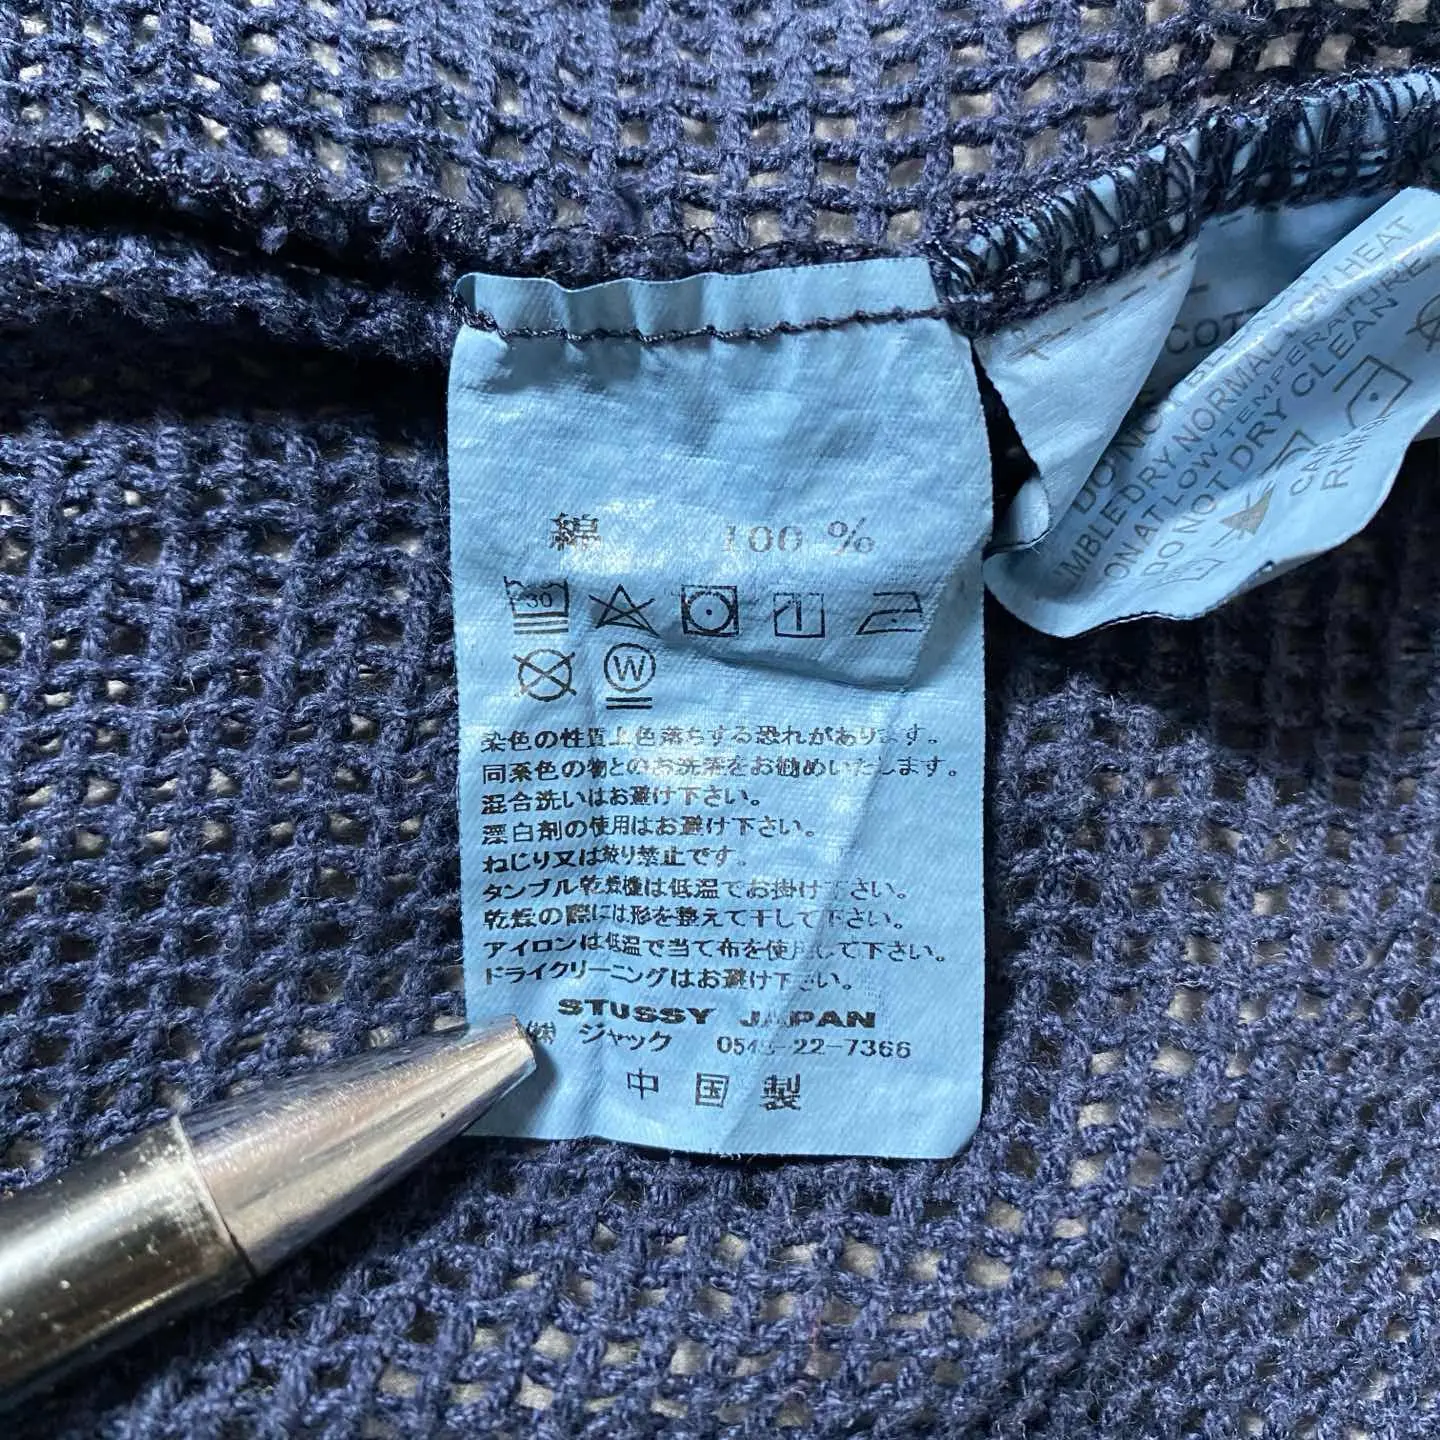 綿 100 %
30
W
染色の性質上色落ちする恐れがあります。
同系色の物とのお洗濯をお勧めいたします。
混合洗いはお避け下さい。
漂白剤の使用はお避け下さい。
ねじり又は絞り禁止です。
タンブル乾燥機は低温でお掛け下さい。
乾燥の際には形を整えて干して下さい。
アイロンは低温で当て布を使用して下さい。
ドライクリーニングはお避け下さい。
STUSSY JAPAN
㈱ ジャック 054-22-7366
中国製
DO NOT
TUMBLE DRY NORMAL LOW HEAT
LOW TEMPERATURE
DO NOT DRY CLEAN